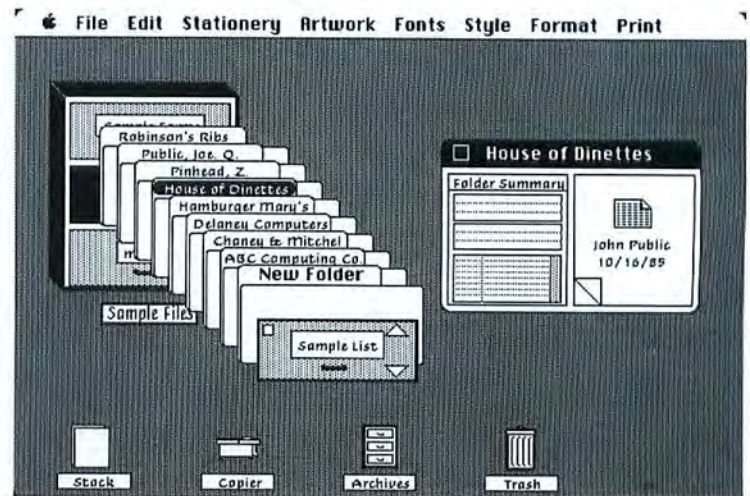 File Edit Stationery Artwork Fonts Style Format Print
Robinson's Ribs
Public, Joe. Q.
Pinhead, Z.
House of Dinettes
Hamburger Mary's
Delaney Computers
Chaney & Mitchel
ABC Computing Co.
New Folder
Sample Files
Sample List
House of Dinettes
Folder Summary
John Public
10/16/85
Stack
Copier
Archives
Trash